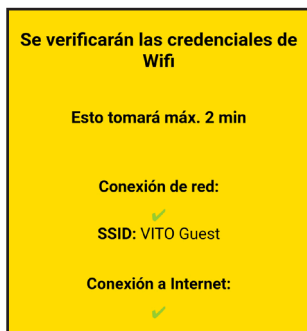 Se verificarán las credenciales de
Wifi
Esto tomará máx. 2 min
Conexión de red:
✔
SSID: VITO Guest
Conexión a Internet:
✔